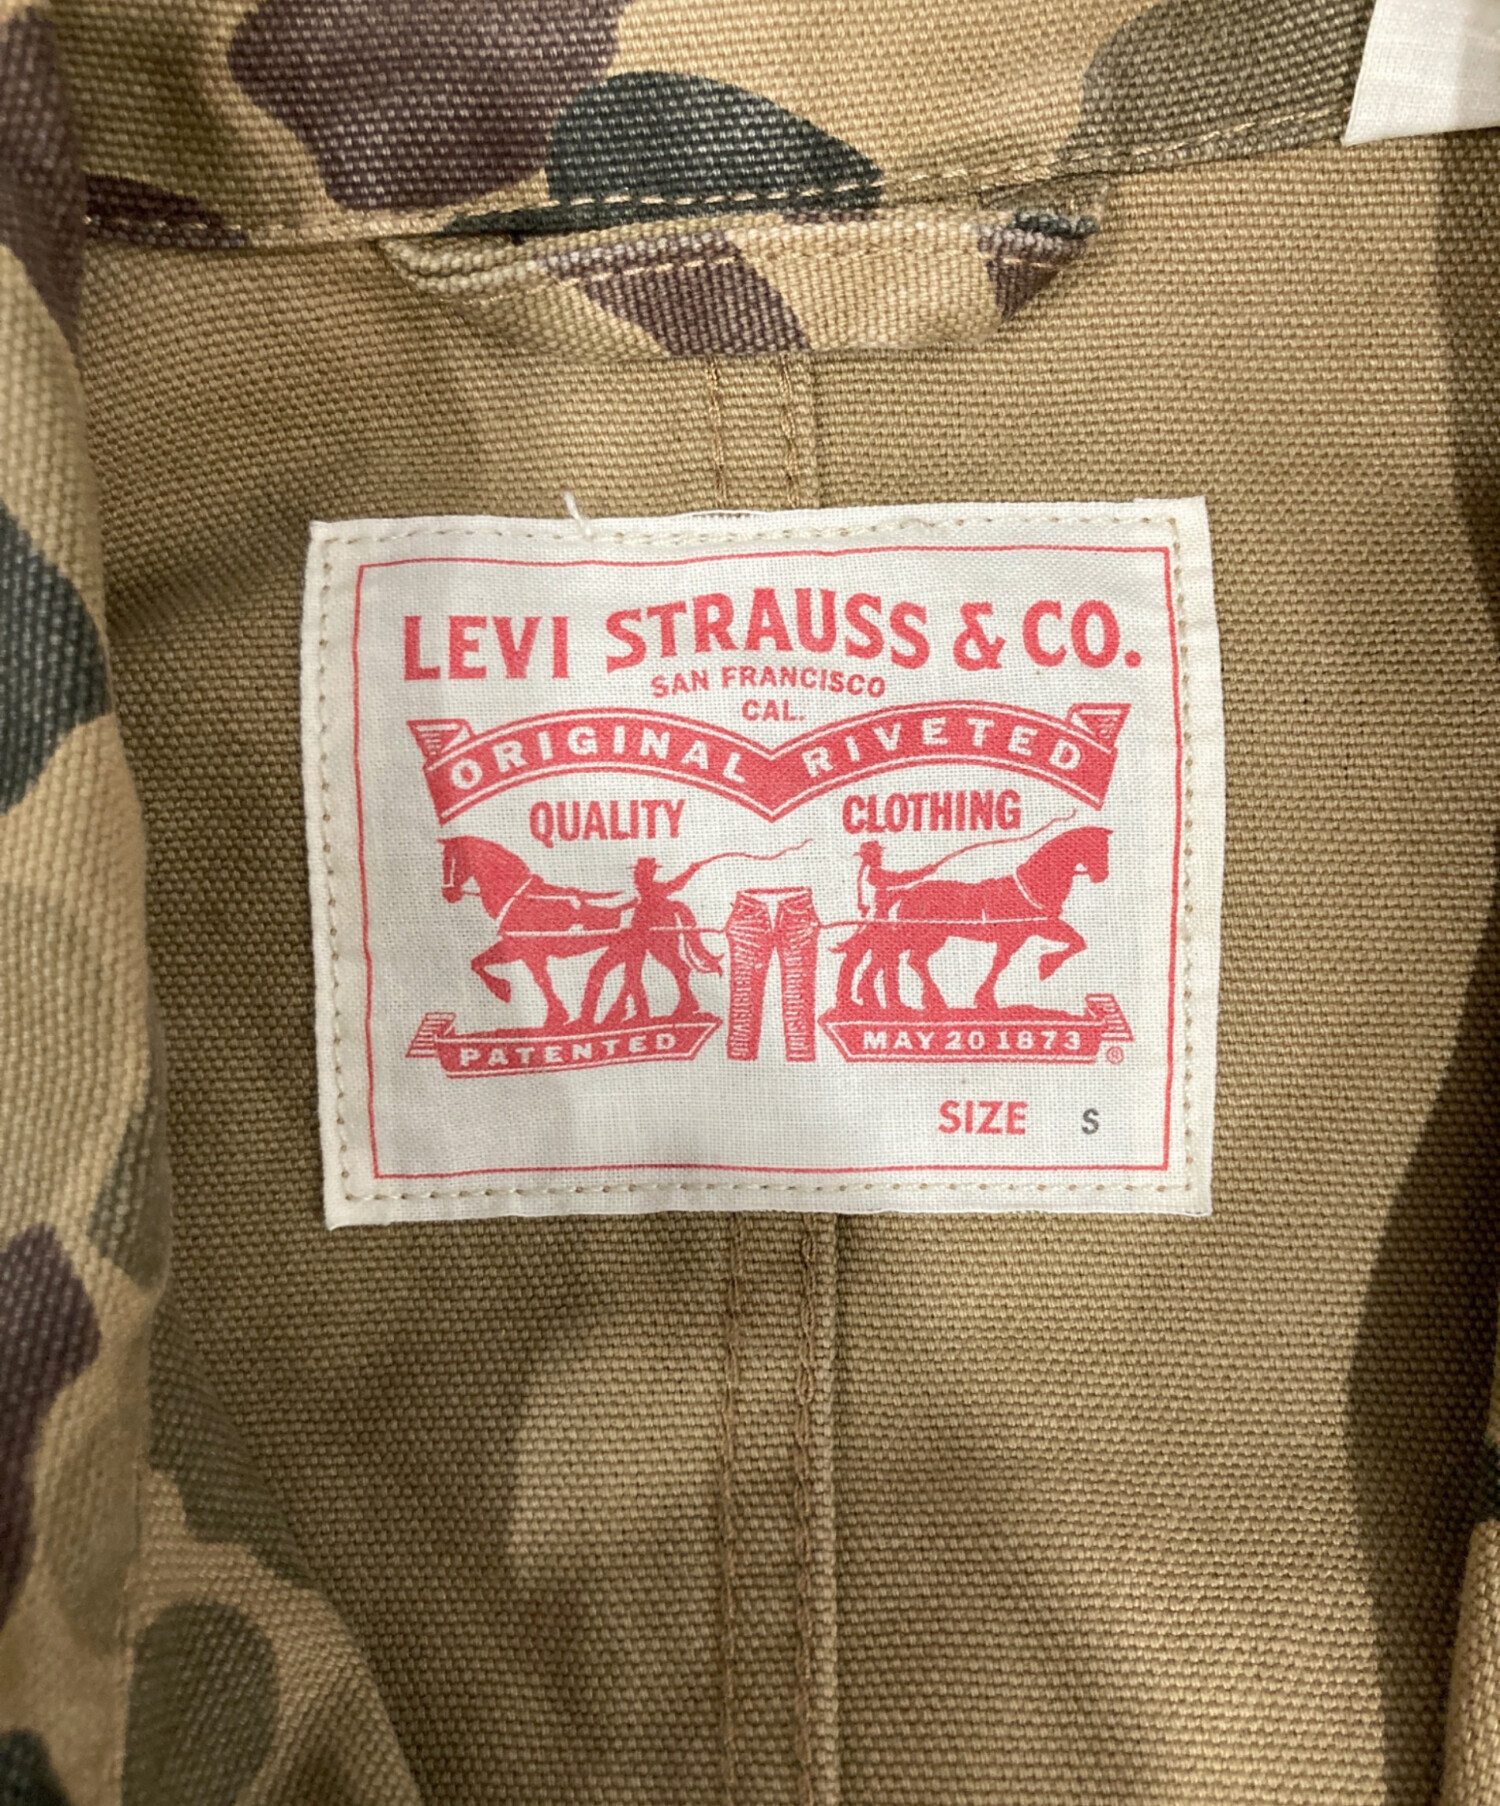 LEVI STRAUSS & CO.
SAN FRANCISCO
CAL.
ORIGINAL RIVETED
QUALITY CLOTHING
PATENTED MAY 20 1873 ®
SIZE S